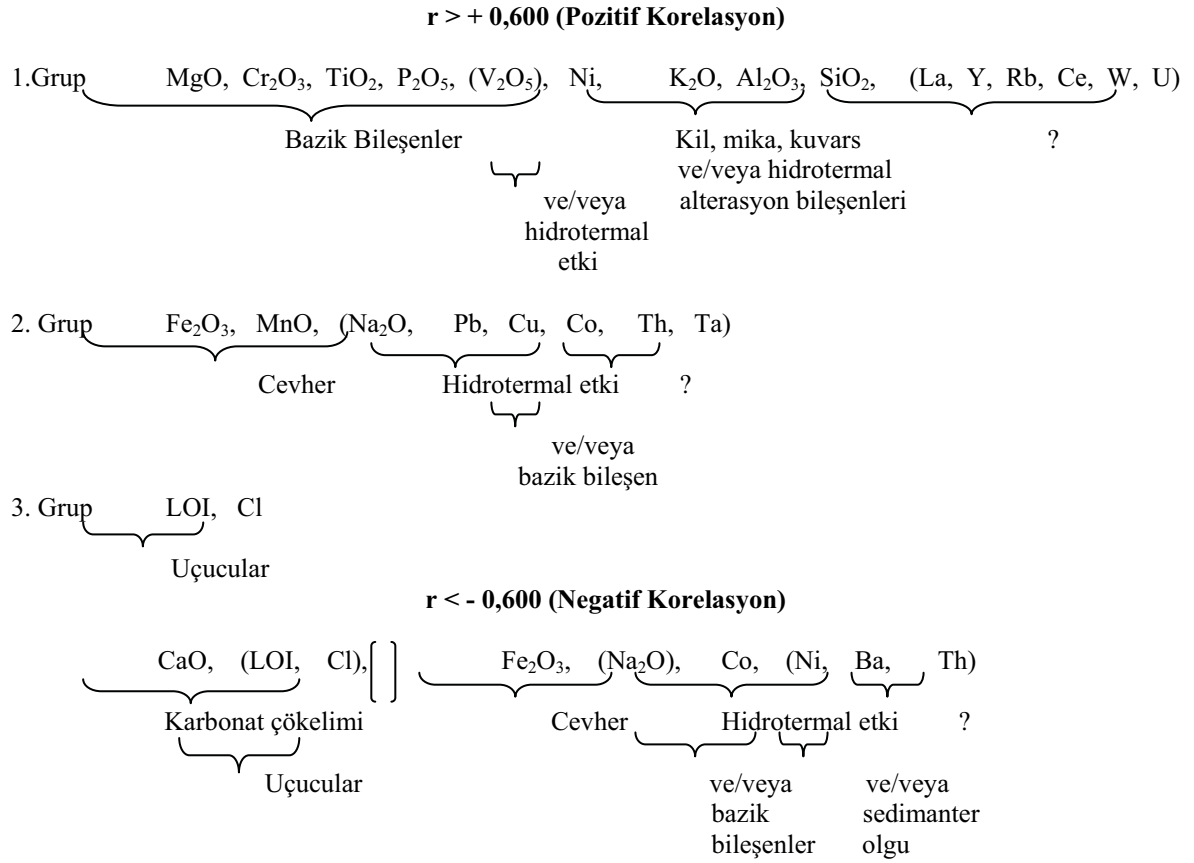 r > + 0,600 (Pozitif Korelasyon)
1.Grup MgO, Cr₂O₃, TiO₂, P₂O₅, (V₂O₅), Ni, K₂O, Al₂O₃, SiO₂, (La, Y, Rb, Ce, W, U)
Bazik Bileşenler Kil, mika, kuvars ?
ve/veya hidrotermal
ve/veya alterasyon bileşenleri
hidrotermal
etki
2. Grup Fe₂O₃, MnO, (Na₂O, Pb, Cu, Co, Th, Ta)
Cevher Hidrotermal etki ?
ve/veya
bazik bileşen
3. Grup LOI, Cl
Uçucular
r < - 0,600 (Negatif Korelasyon)
CaO, (LOI, Cl), [ ] Fe₂O₃, (Na₂O), Co, (Ni, Ba, Th)
Karbonat çökelimi Cevher Hidrotermal etki ?
Uçucular ve/veya ve/veya
bazik sedimanter
bileşenler olgu